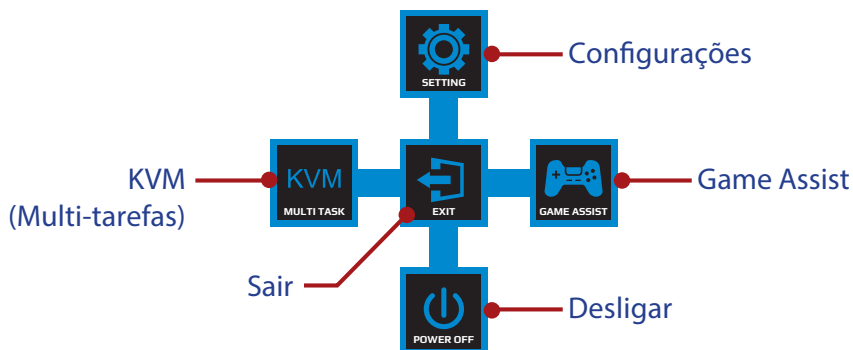 SETTING
Configurações
KVM
(Multi-tarefas)
KVM
MULTI TASK
EXIT
GAME ASSIST
Game Assist
Sair
POWER OFF
Desligar